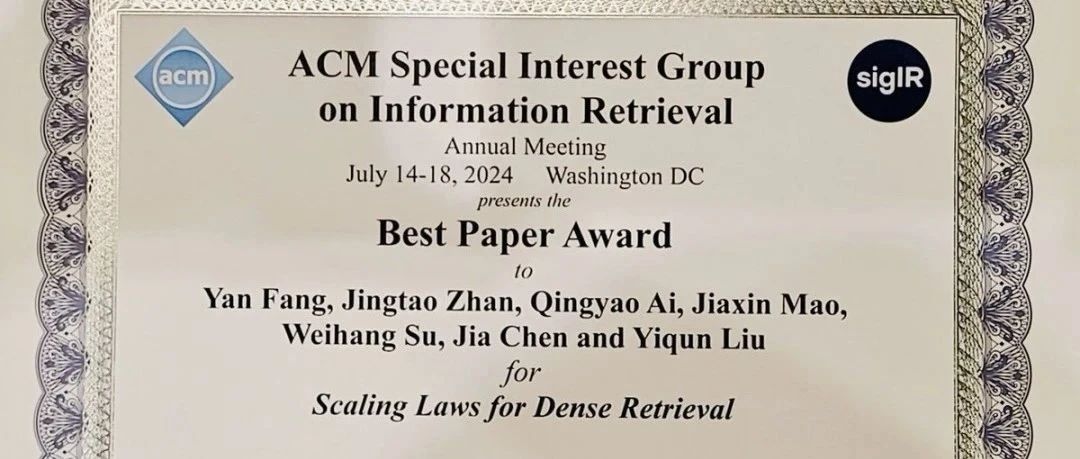 acm
sigIR
ACM Special Interest Group
on Information Retrieval
Annual Meeting
July 14-18, 2024 Washington DC
presents the
Best Paper Award
to
Yan Fang, Jingtao Zhan, Qingyao Ai, Jiaxin Mao,
Weihang Su, Jia Chen and Yiqun Liu
for
Scaling Laws for Dense Retrieval